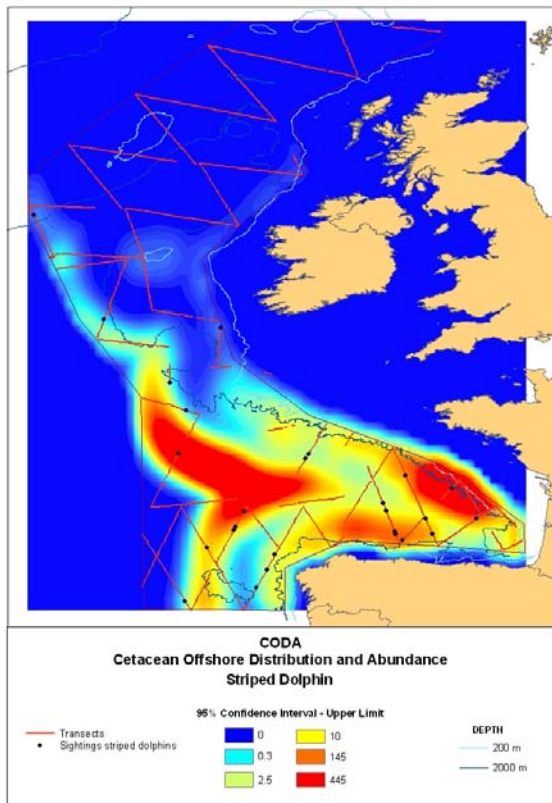 CODA
Cetacean Offshore Distribution and Abundance
Striped Dolphin
95% Confidence Interval - Upper Limit
Transects
Sightings striped dolphins
0
0.3
2.5
10
145
445
DEPTH
200 m
2000 m